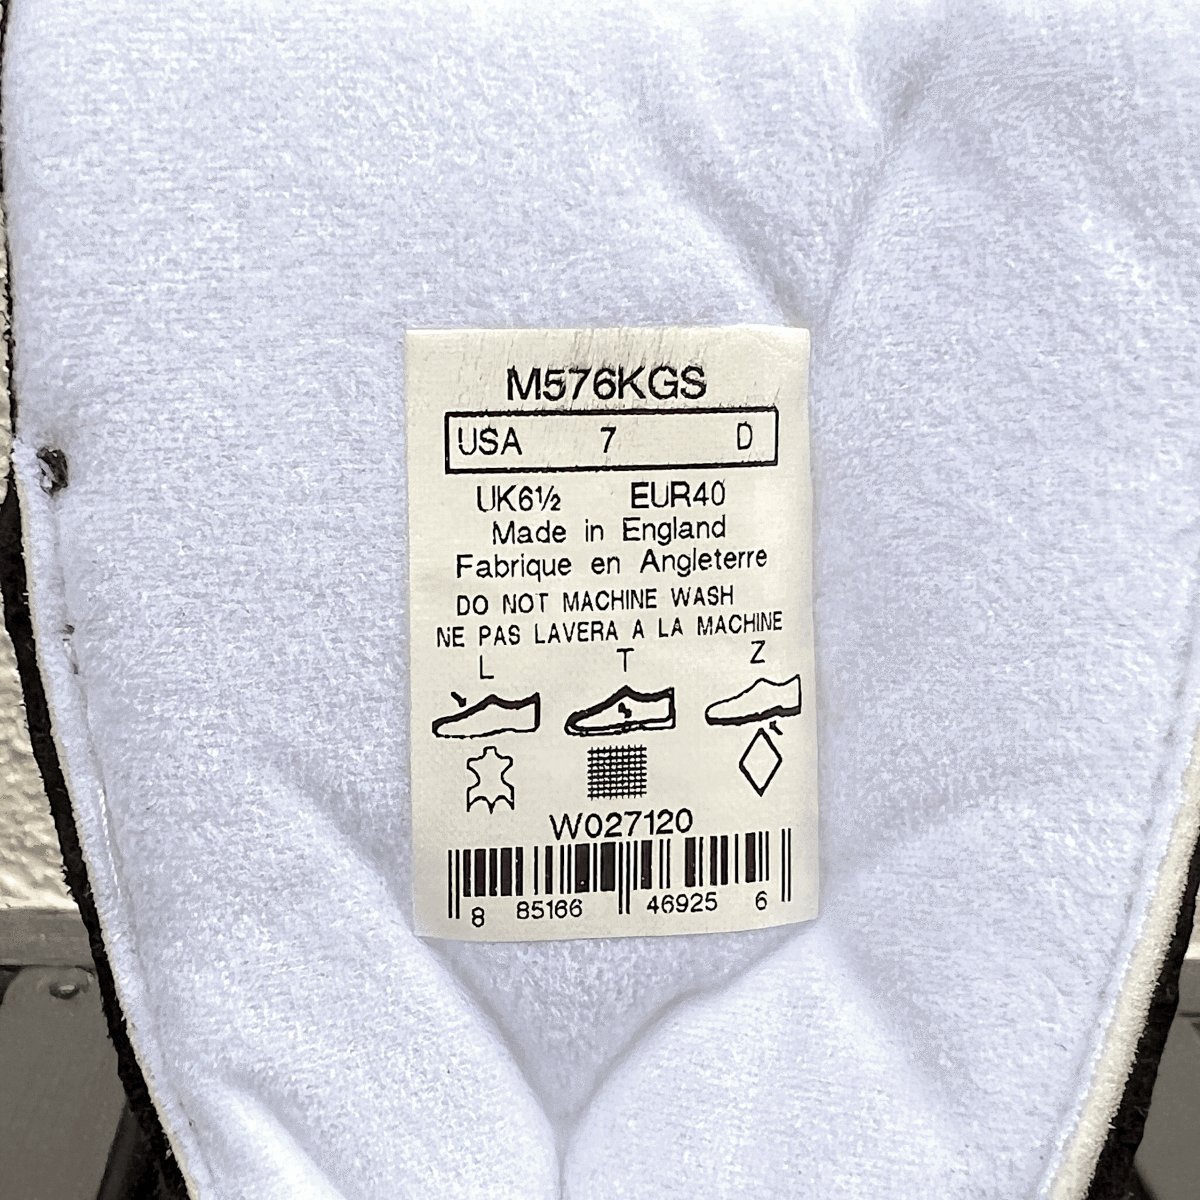 M576KGS
USA 7 D
UK6½ EUR40
Made in England
Fabrique en Angleterre
DO NOT MACHINE WASH
NE PAS LAVERA A LA MACHINE
L T Z
W027120
8 85166 46925 6